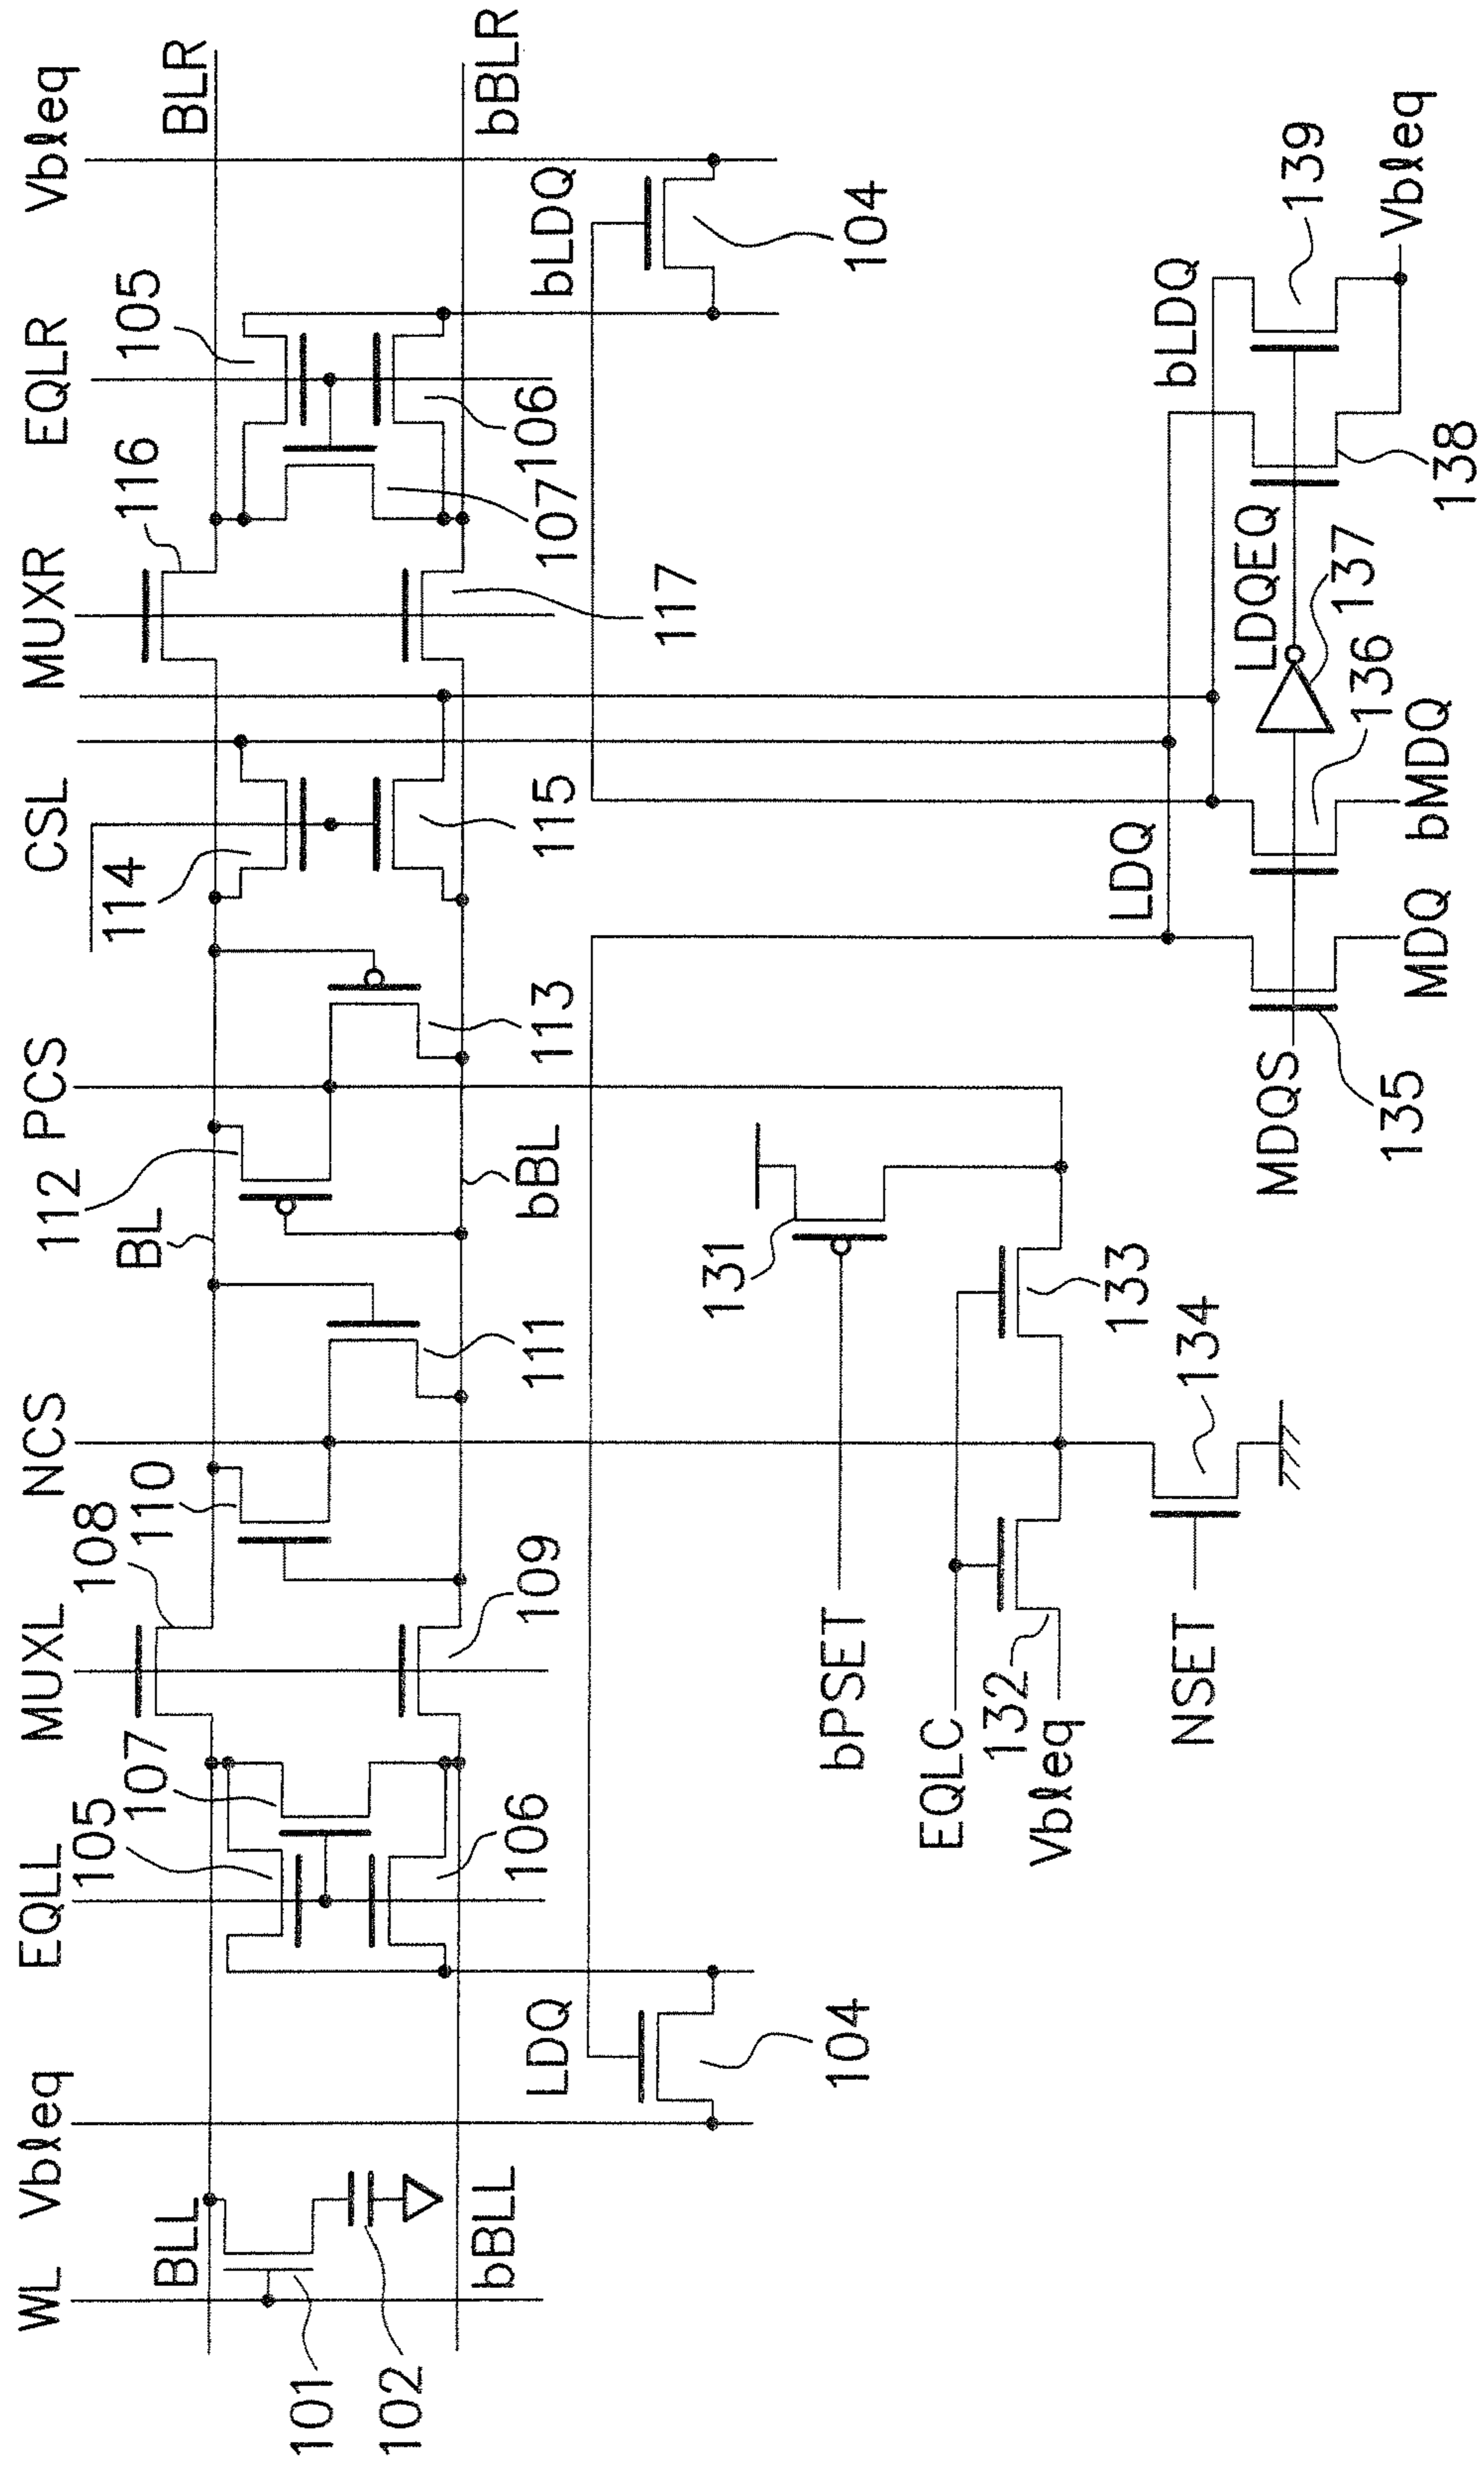 WL
Vbleq
EQLL
MUXL
NCS
PCS
CSL
MUXR
EQLR
Vbleq
BLL
105
107
108
110
BL
112
114
116
105
BLR
101
102
bBLL
106
109
111
bBL
113
115
107
106
bBLR
LDQ
104
117
bLDQ
104
bPSET
131
EQLC
132
Vbleq
133
NSET
134
LDQ
bLDQ
MDQS
LDQEQ
139
135
136
137
138
MDQ
bMDQ
Vbleq